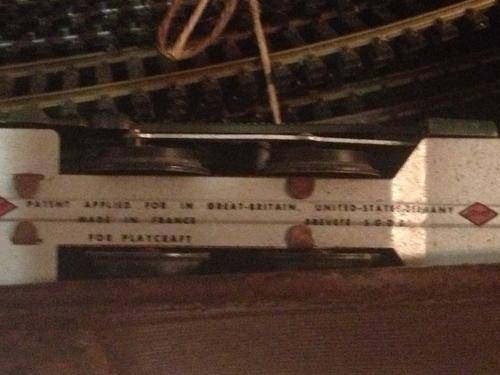 PATENT APPLIED FOR IN GREAT-BRITAIN, UNITED-STATES-GERMANY
MADE IN FRANCE BREVETE S.G.D.G.
FOR PLAYCRAFT